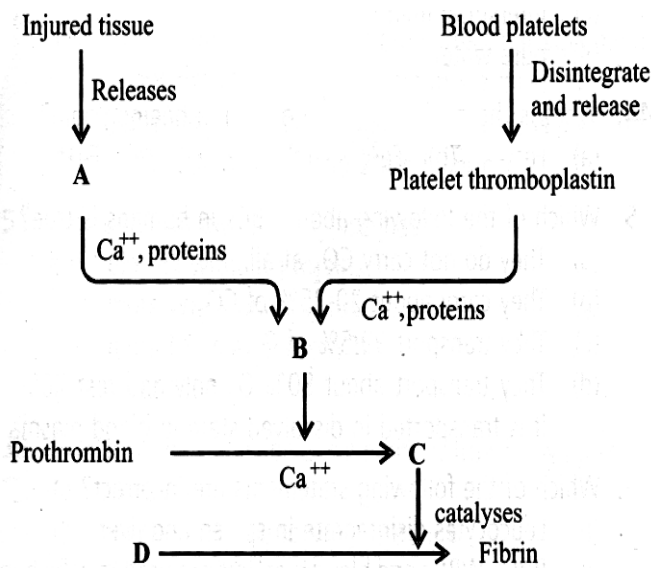 Injured tissue
Blood platelets
Releases
Disintegrate
and release
A
Platelet thromboplastin
Ca++, proteins
Ca++,proteins
B
Prothrombin
Ca++
C
catalyses
D
Fibrin